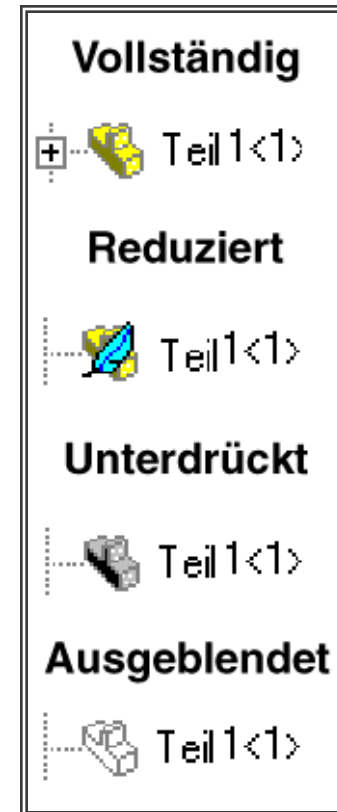 Vollständig
Teil1<1>
Reduziert
Teil1<1>
Unterdrückt
Teil1<1>
Ausgeblendet
Teil1<1>